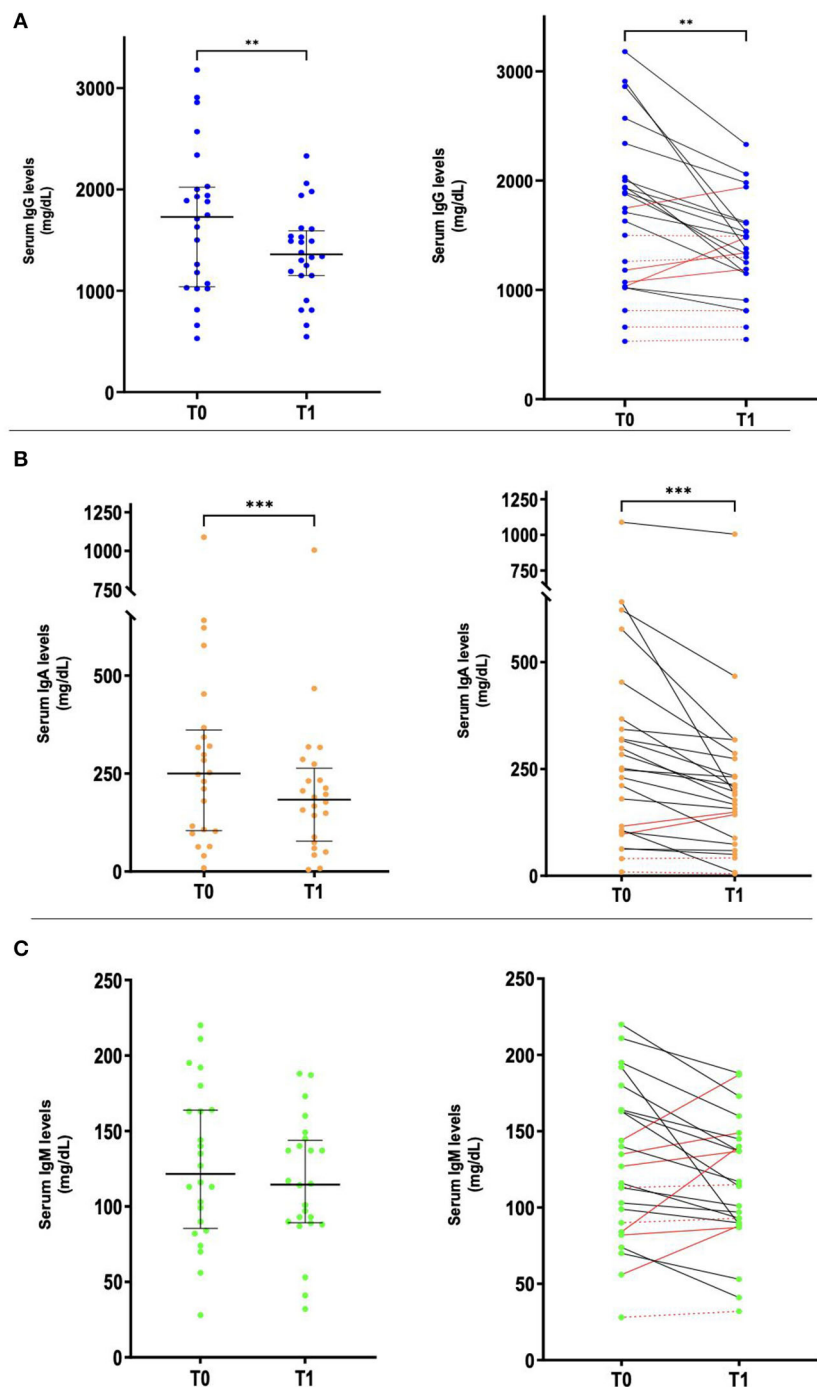 A
**
**
3000
2000
1000
0
Serum IgG levels
(mg/dL)
T0
T1
3000
2000
1000
0
Serum IgG levels
(mg/dL)
T0
T1
B
***
***
1250
1000
750
500
250
0
Serum IgA levels
(mg/dL)
T0
T1
1250
1000
750
500
250
0
Serum IgA levels
(mg/dL)
T0
T1
C
250
200
150
100
50
0
Serum IgM levels
(mg/dL)
T0
T1
250
200
150
100
50
0
Serum IgM levels
(mg/dL)
T0
T1